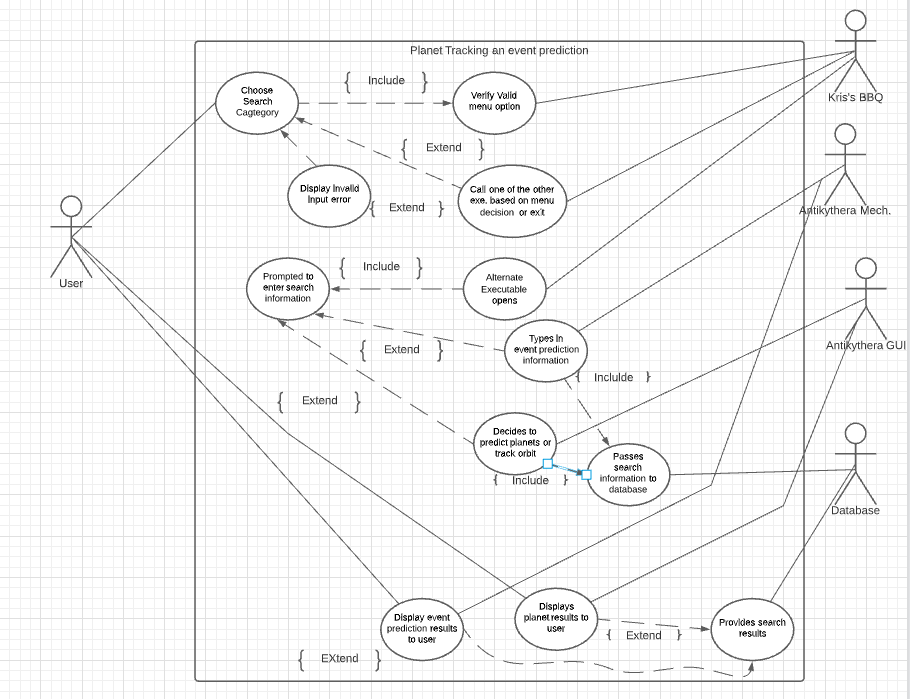 Planet Tracking an event prediction
Choose
Search
Cagtegory
{ Include }
Verify Valid
menu option
Kris's BBQ
{ Extend }
Display Invalid
Input error
{ Extend }
Call one of the other
exe. based on menu
decision or exit
Antikythera Mech.
User
Prompted to
enter search
information
{ Include }
Alternate
Executable
opens
{ Extend }
Types in
event prediction
information
Antikythera GUI
{ Inclulde }
{ Extend }
Decides to
predict planets or
track orbit
{ Include }
Passes
search
information to
database
Database
Display event
prediction results
to user
{ EXtend }
Displays
planet results to
user
{ Extend }
Provides search
results